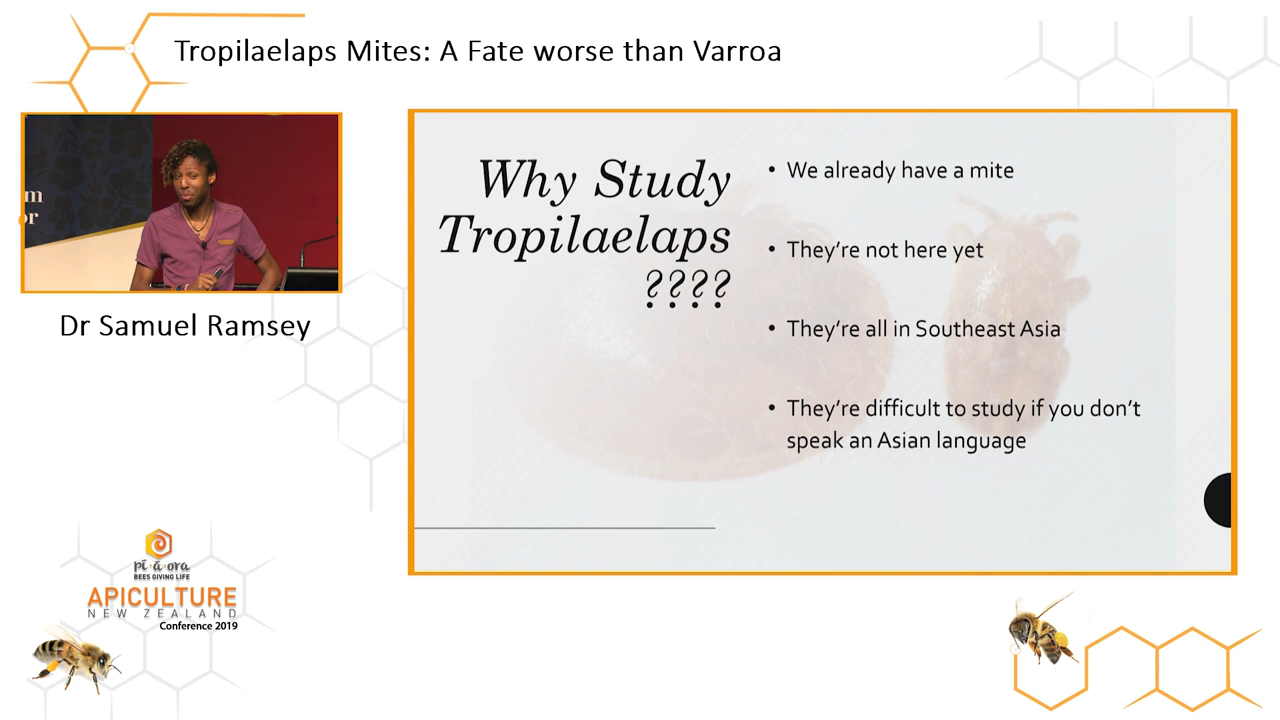 Tropilaelaps Mites: A Fate worse than Varroa
m
or
Dr Samuel Ramsey
Why Study
Tropilaelaps
????
• We already have a mite
• They're not here yet
• They're all in Southeast Asia
• They're difficult to study if you don't
speak an Asian language
pī·ā·ora
BEES GIVING LIFE
APICULTURE
NEW ZEALAND
Conference 2019